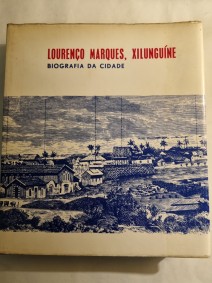 LOURENÇO MARQUES, XILUNGUÍNE
BIOGRAFIA DA CIDADE